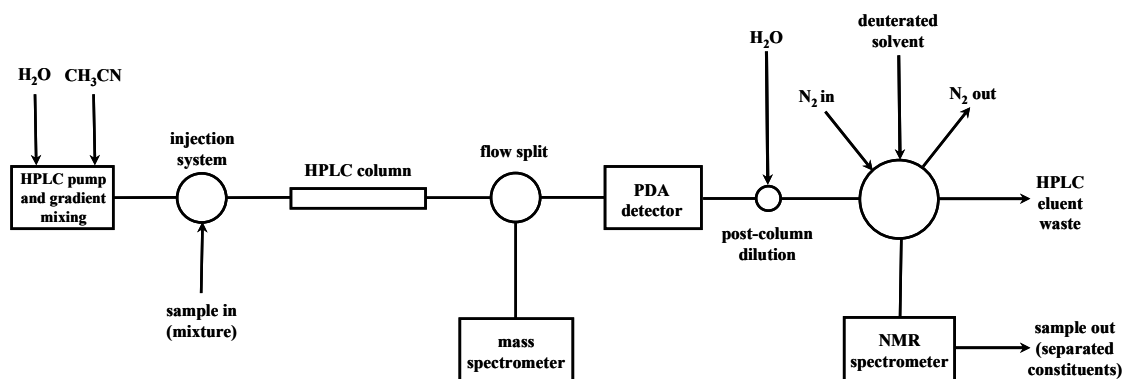 H₂O
CH₃CN
HPLC pump
and gradient
mixing
injection
system
sample in
(mixture)
HPLC column
flow split
mass
spectrometer
PDA
detector
H₂O
post-column
dilution
N₂ in
deuterated
solvent
N₂ out
HPLC
eluent
waste
NMR
spectrometer
sample out
(separated
constituents)